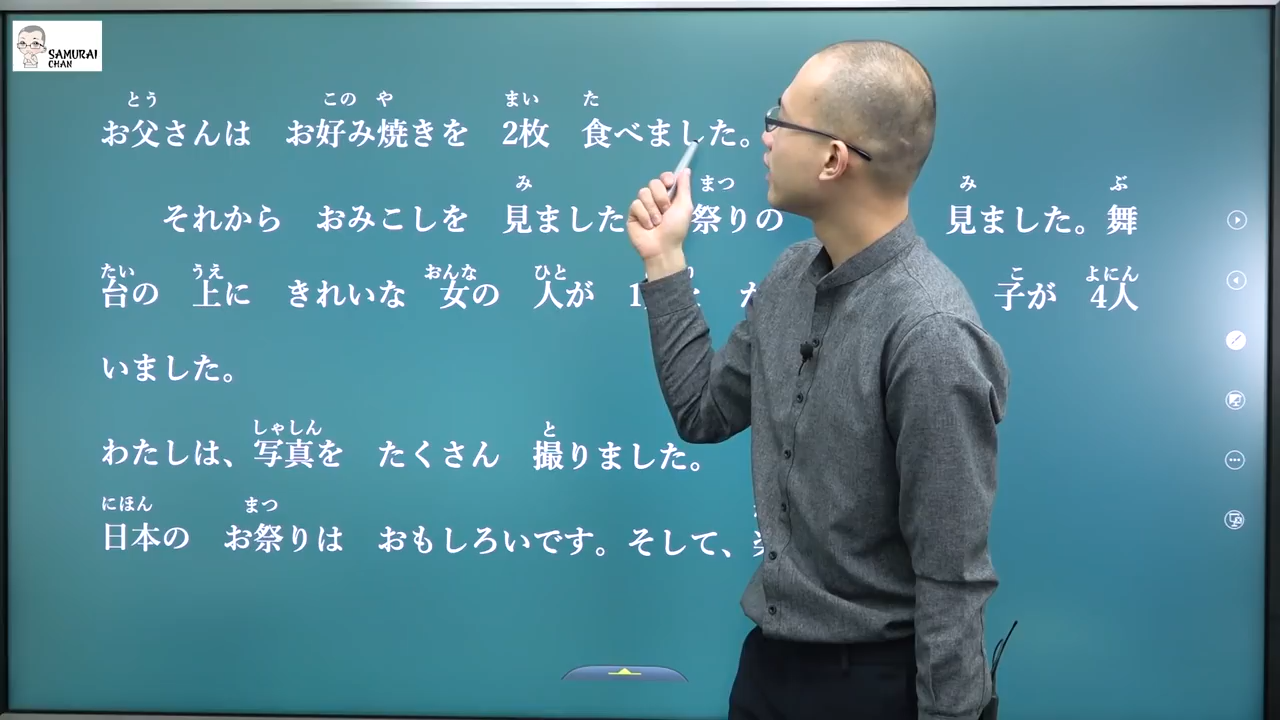 SAMURAI
CHAN
とう このや まい た
お父さんは お好み焼きを 2枚 食べました。
み まつ み ぶ
それから おみこしを 見ました 祭りの 見ました。舞
たい うえ おんな ひと こ よにん
台の 上に きれいな 女の 人が 子が 4人
いました。
しゃしん と
わたしは、写真を たくさん 撮りました。
にほん まつ
日本の お祭りは おもしろいです。そして、